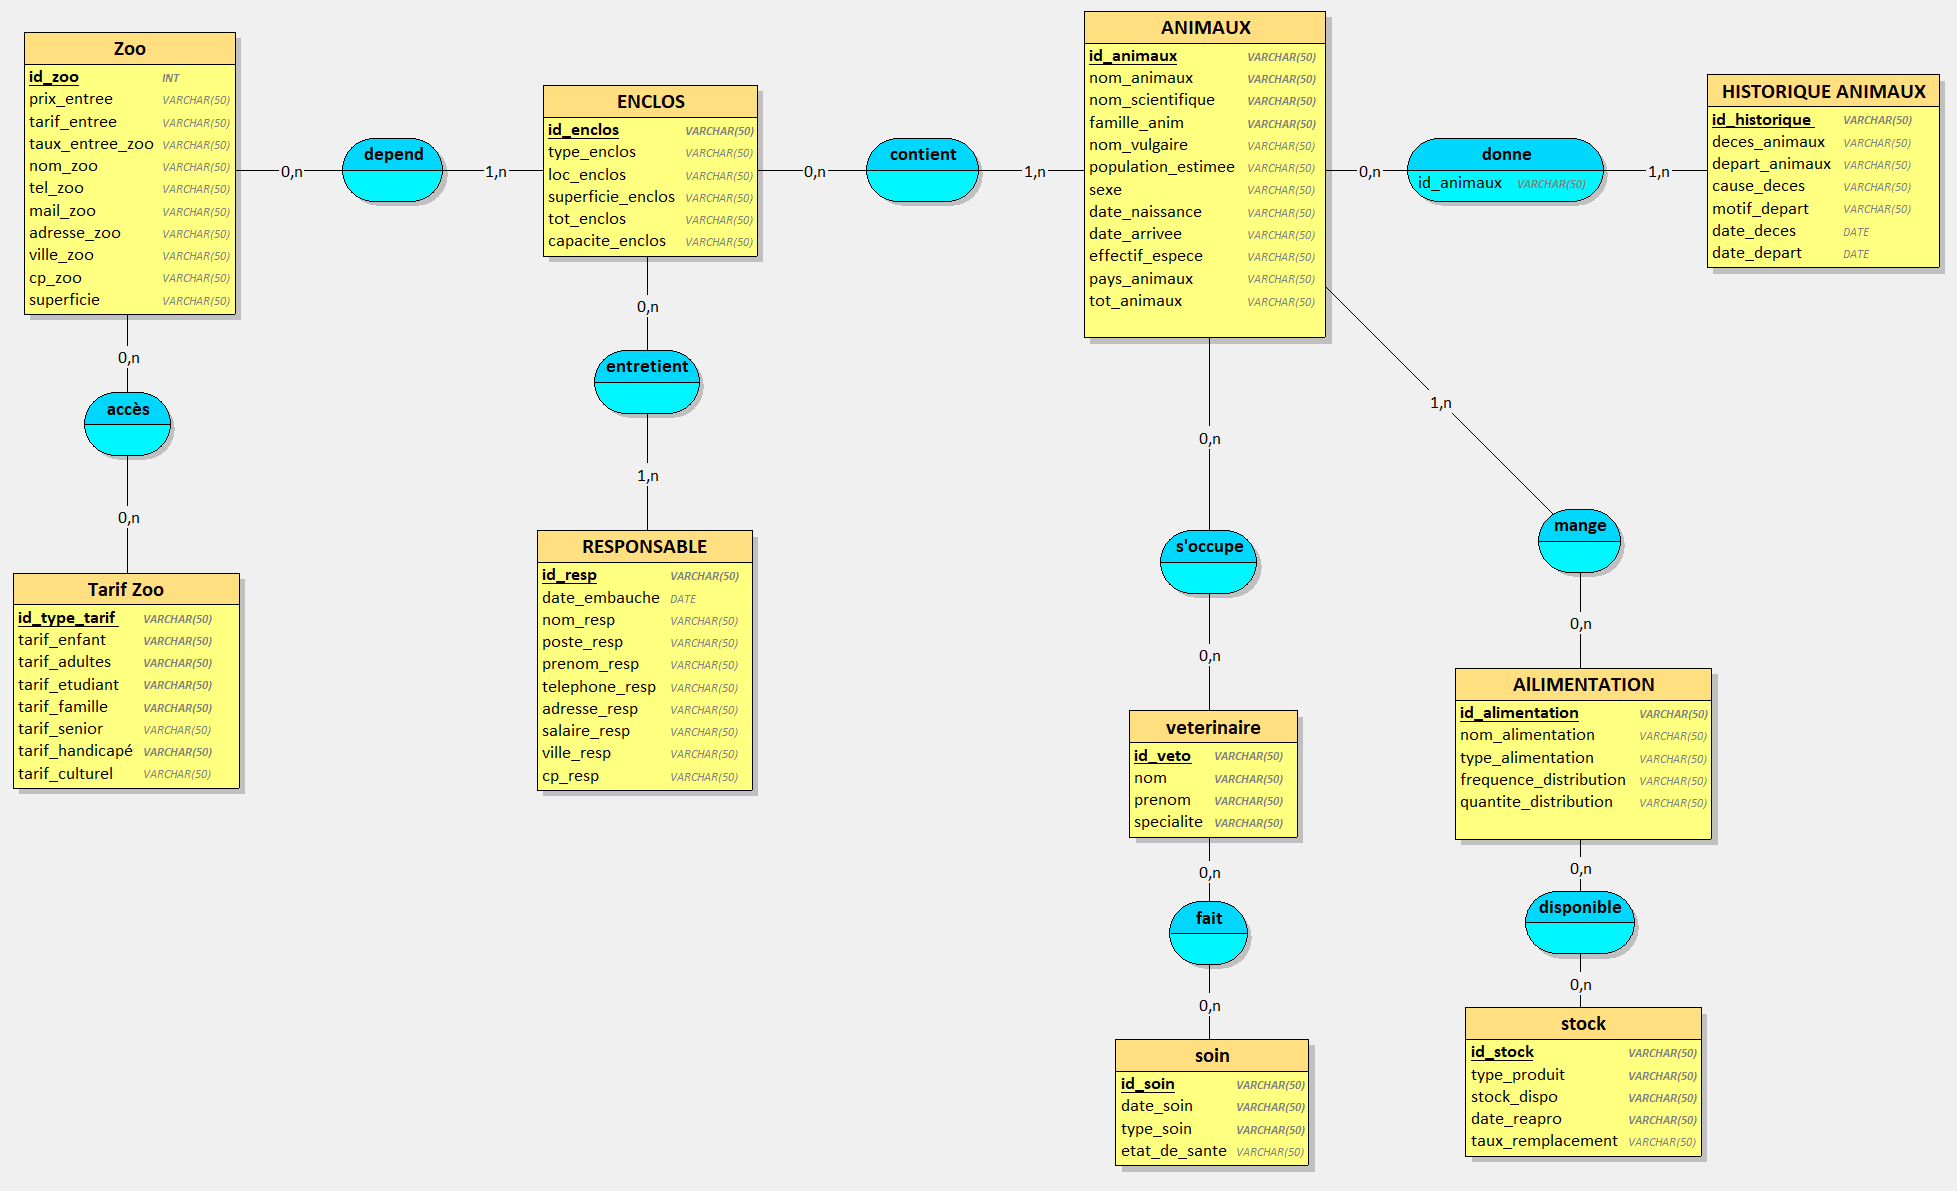 Zoo
id_zoo INT
prix_entree VARCHAR(50)
tarif_entree VARCHAR(50)
taux_entree_zoo VARCHAR(50)
nom_zoo VARCHAR(50)
tel_zoo VARCHAR(50)
mail_zoo VARCHAR(50)
adresse_zoo VARCHAR(50)
ville_zoo VARCHAR(50)
cp_zoo VARCHAR(50)
superficie VARCHAR(50)
0,n
depend
1,n
ENCLOS
id_enclos VARCHAR(50)
type_enclos VARCHAR(50)
loc_enclos VARCHAR(50)
superficie_enclos VARCHAR(50)
tot_enclos VARCHAR(50)
capacite_enclos VARCHAR(50)
0,n
contient
1,n
ANIMAUX
id_animaux VARCHAR(50)
nom_animaux VARCHAR(50)
nom_scientifique VARCHAR(50)
famille_anim VARCHAR(50)
nom_vulgaire VARCHAR(50)
population_estimee VARCHAR(50)
sexe VARCHAR(50)
date_naissance VARCHAR(50)
date_arrivee VARCHAR(50)
effectif_espece VARCHAR(50)
pays_animaux VARCHAR(50)
tot_animaux VARCHAR(50)
0,n
donne
id_animaux VARCHAR(50)
1,n
HISTORIQUE ANIMAUX
id_historique VARCHAR(50)
deces_animaux VARCHAR(50)
depart_animaux VARCHAR(50)
cause_deces VARCHAR(50)
motif_depart VARCHAR(50)
date_deces DATE
date_depart DATE
0,n
accès
0,n
Tarif Zoo
id_type_tarif VARCHAR(50)
tarif_enfant VARCHAR(50)
tarif_adultes VARCHAR(50)
tarif_etudiant VARCHAR(50)
tarif_famille VARCHAR(50)
tarif_senior VARCHAR(50)
tarif_handicapé VARCHAR(50)
tarif_culturel VARCHAR(50)
0,n
entretient
1,n
RESPONSABLE
id_resp VARCHAR(50)
date_embauche DATE
nom_resp VARCHAR(50)
poste_resp VARCHAR(50)
prenom_resp VARCHAR(50)
telephone_resp VARCHAR(50)
adresse_resp VARCHAR(50)
salaire_resp VARCHAR(50)
ville_resp VARCHAR(50)
cp_resp VARCHAR(50)
0,n
s'occupe
0,n
veterinaire
id_veto VARCHAR(50)
nom VARCHAR(50)
prenom VARCHAR(50)
specialite VARCHAR(50)
0,n
fait
0,n
soin
id_soin VARCHAR(50)
date_soin VARCHAR(50)
type_soin VARCHAR(50)
etat_de_sante VARCHAR(50)
1,n
mange
0,n
AlLIMENTATION
id_alimentation VARCHAR(50)
nom_alimentation VARCHAR(50)
type_alimentation VARCHAR(50)
frequence_distribution VARCHAR(50)
quantite_distribution VARCHAR(50)
0,n
disponible
0,n
stock
id_stock VARCHAR(50)
type_produit VARCHAR(50)
stock_dispo VARCHAR(50)
date_reapro VARCHAR(50)
taux_remplacement VARCHAR(50)